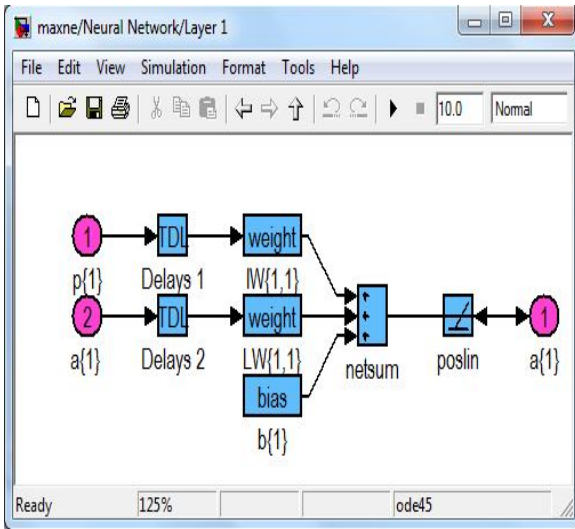 maxne/Neural Network/Layer 1
File Edit View Simulation Format Tools Help
10.0 Normal
1 TDL weight
p{1} Delays 1 IW{1,1}
2 TDL weight poslin 1
a{1} Delays 2 LW{1,1} netsum a{1}
bias
b{1}
Ready 125% ode45